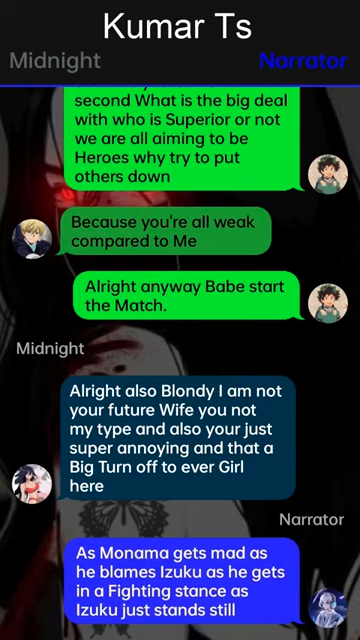 Kumar Ts
Midnight
Narrator
second What is the big deal
with who is Superior or not
we are all aiming to be
Heroes why try to put
others down
Because you're all weak
compared to Me
Alright anyway Babe start
the Match.
Midnight
Alright also Blondy I am not
your future Wife you not
my type and also your just
super annoying and that a
Big Turn off to ever Girl
here
Narrator
As Monama gets mad as
he blames Izuku as he gets
in a Fighting stance as
Izuku just stands still